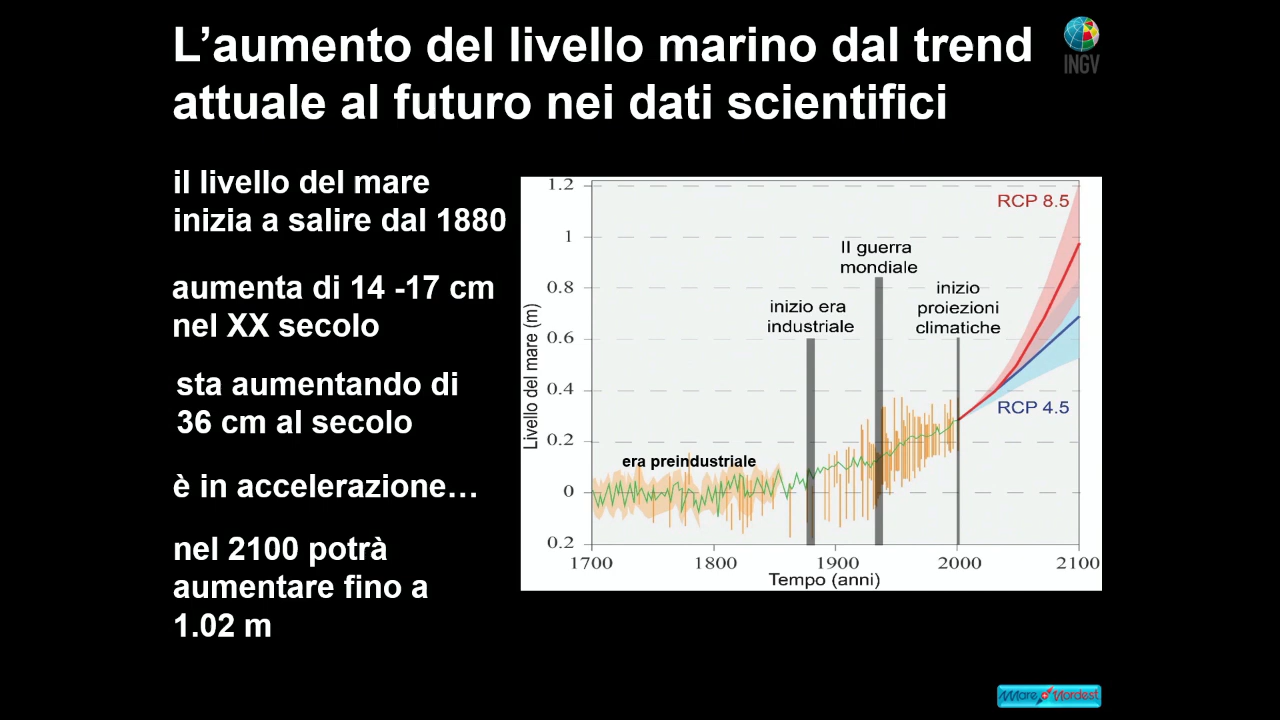 L’aumento del livello marino dal trend
attuale al futuro nei dati scientifici
INGV
il livello del mare
inizia a salire dal 1880
aumenta di 14 -17 cm
nel XX secolo
sta aumentando di
36 cm al secolo
è in accelerazione…
nel 2100 potrà
aumentare fino a
1.02 m
1.2
1
0.8
0.6
0.4
0.2
0
0.2
Livello del mare (m)
RCP 8.5
II guerra
mondiale
inizio era
industriale
inizio
proiezioni
climatiche
RCP 4.5
era preindustriale
1700
1800
1900
2000
2100
Tempo (anni)
Mare Nordest